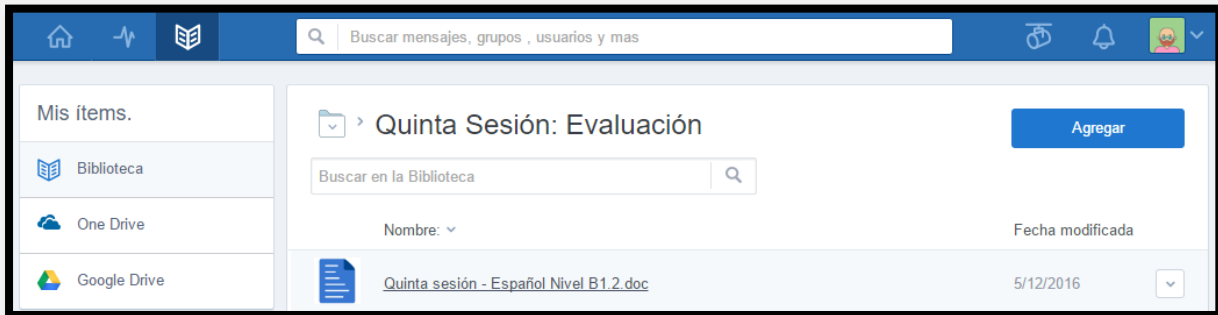 Buscar mensajes, grupos , usuarios y mas
Mis ítems.
Biblioteca
One Drive
Google Drive
Quinta Sesión: Evaluación
Agregar
Buscar en la Biblioteca
Nombre:
Fecha modificada
Quinta sesión - Español Nivel B1.2.doc
5/12/2016